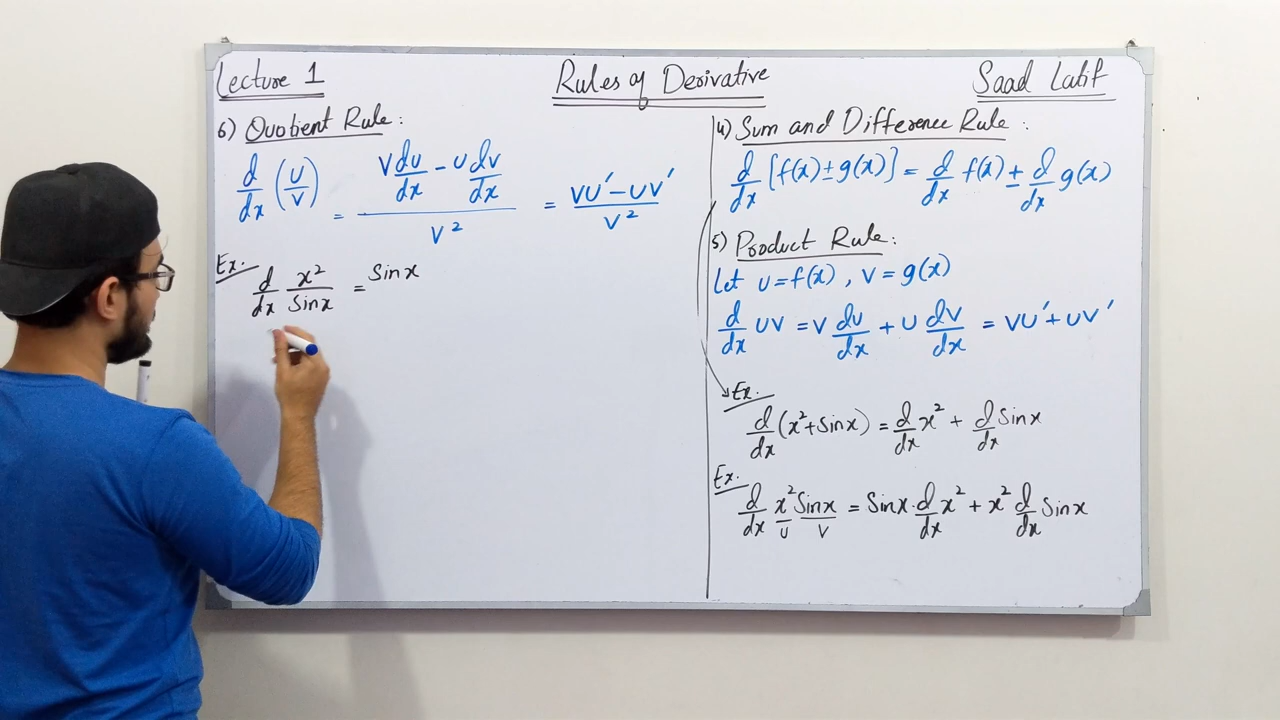 Lecture 1
Rules of Derivative
Saad Latif
6) Quotient Rule:
d/dx (U/V) = (V du/dx - U dv/dx)/V² = (VU' - UV')/V²
Ex.
d/dx x²/Sinx = Sinx
4) Sum and Difference Rule:
d/dx [f(x) ± g(x)] = d/dx f(x) ± d/dx g(x)
5) Product Rule:
Let U = f(x), V = g(x)
d/dx UV = V du/dx + U dv/dx = VU' + UV'
Ex.
d/dx (x² + Sinx) = d/dx x² + d/dx Sinx
Ex.
d/dx x² Sinx = Sinx · d/dx x² + x² d/dx Sinx
U V